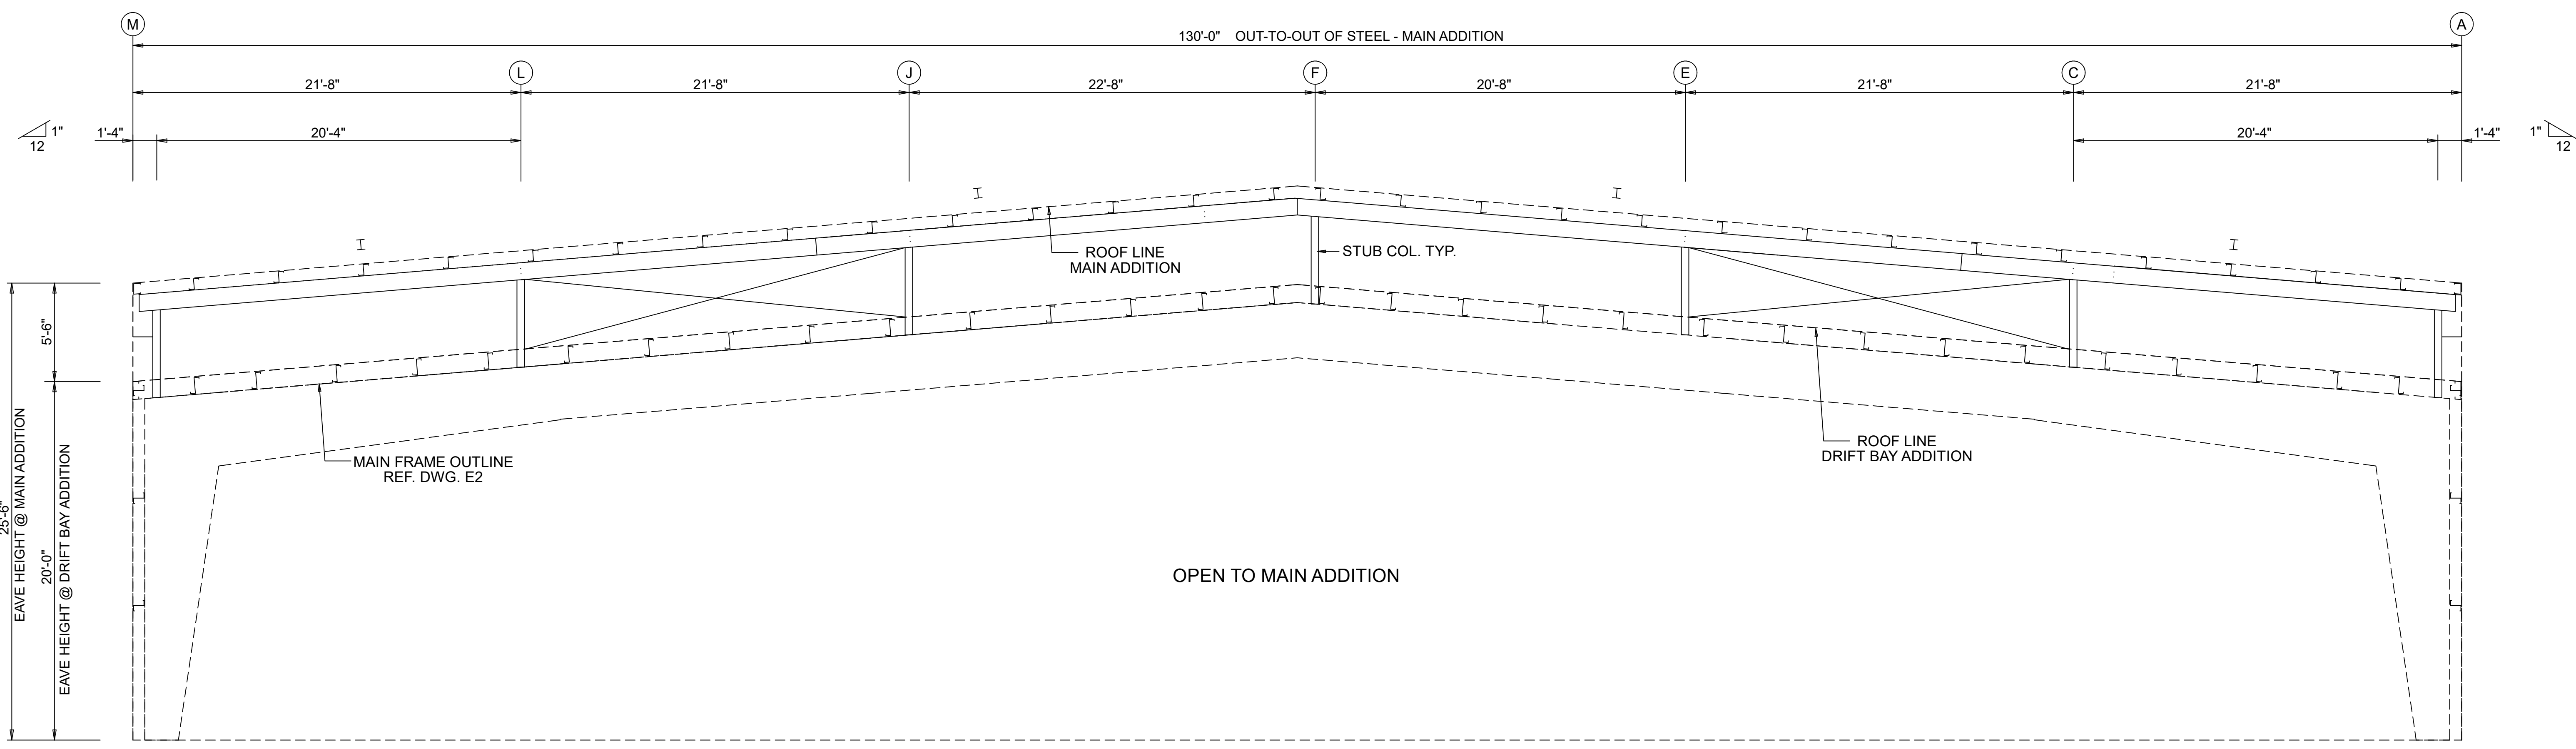 M
A
130'-0" OUT-TO-OUT OF STEEL - MAIN ADDITION
L
J
F
E
C
21'-8"
21'-8"
22'-8"
20'-8"
21'-8"
21'-8"
1"
12
1'-4"
20'-4"
20'-4"
1'-4"
1"
12
ROOF LINE
MAIN ADDITION
STUB COL. TYP.
5'-6"
25'-6"
EAVE HEIGHT @ MAIN ADDITION
20'-0"
EAVE HEIGHT @ DRIFT BAY ADDITION
MAIN FRAME OUTLINE
REF. DWG. E2
ROOF LINE
DRIFT BAY ADDITION
OPEN TO MAIN ADDITION